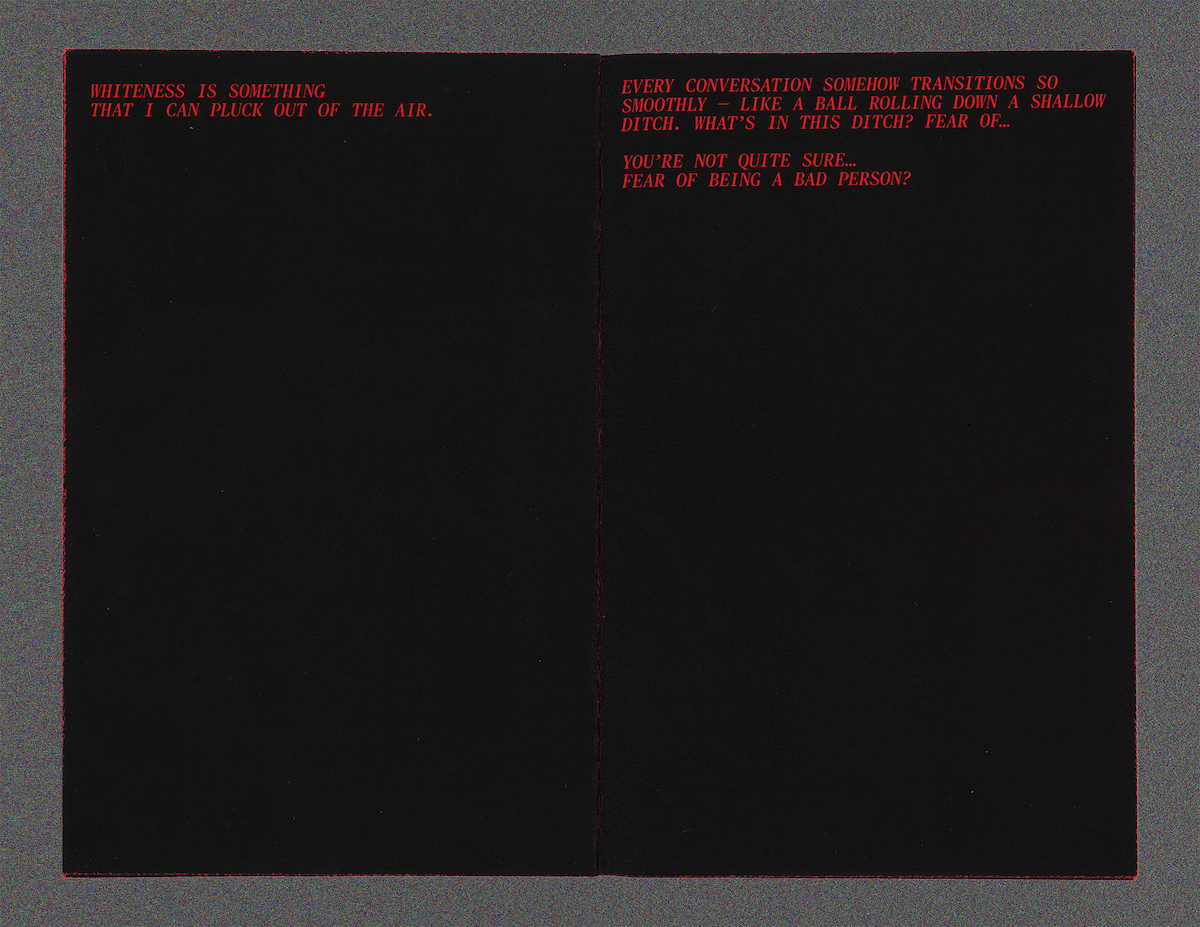 WHITENESS IS SOMETHING
THAT I CAN PLUCK OUT OF THE AIR.
EVERY CONVERSATION SOMEHOW TRANSITIONS SO
SMOOTHLY — LIKE A BALL ROLLING DOWN A SHALLOW
DITCH. WHAT'S IN THIS DITCH? FEAR OF…
YOU'RE NOT QUITE SURE…
FEAR OF BEING A BAD PERSON?